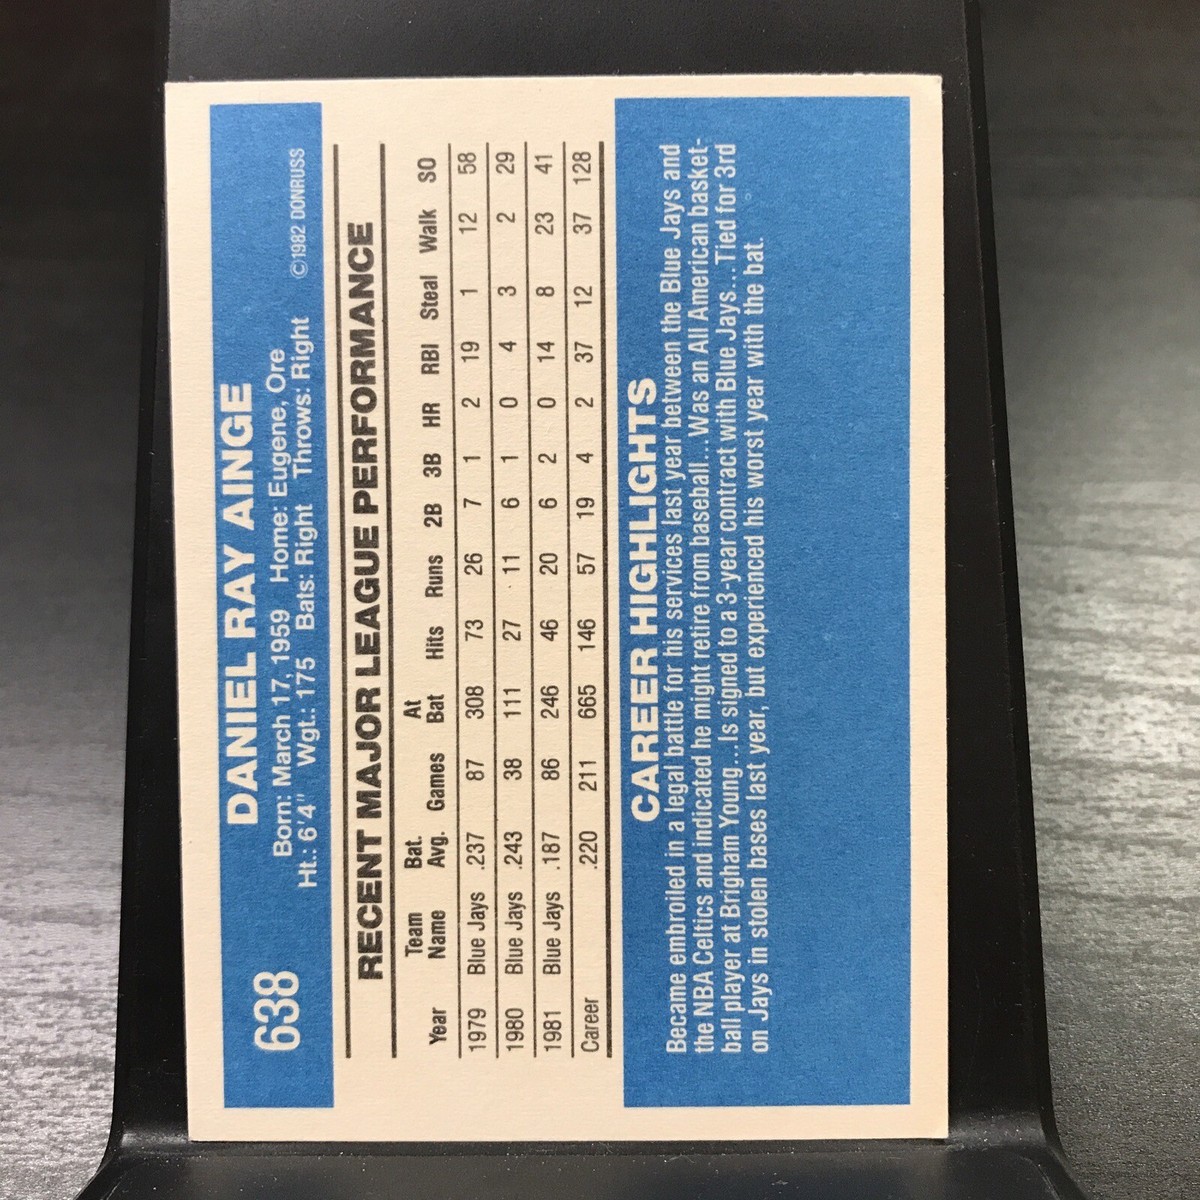 638
DANIEL RAY AINGE
Born: March 17, 1959 Home: Eugene, Ore
Ht.: 6'4" Wgt.: 175 Bats: Right Throws: Right ©1982 DONRUSS
RECENT MAJOR LEAGUE PERFORMANCE
Year Team Name Bat. Avg. Games At Bat Hits Runs 2B 3B HR RBI Steal Walk SO
1979 Blue Jays .237 87 308 73 26 7 1 2 19 1 12 58
1980 Blue Jays .243 38 111 27 11 6 1 0 4 3 2 29
1981 Blue Jays .187 86 246 46 20 6 2 0 14 8 23 41
Career .220 211 665 146 57 19 4 2 37 12 37 128
CAREER HIGHLIGHTS
Became embroiled in a legal battle for his services last year between the Blue Jays and
the NBA Celtics and indicated he might retire from baseball...Was an All American basket-
ball player at Brigham Young...Is signed to a 3-year contract with Blue Jays...Tied for 3rd
on Jays in stolen bases last year, but experienced his worst year with the bat.